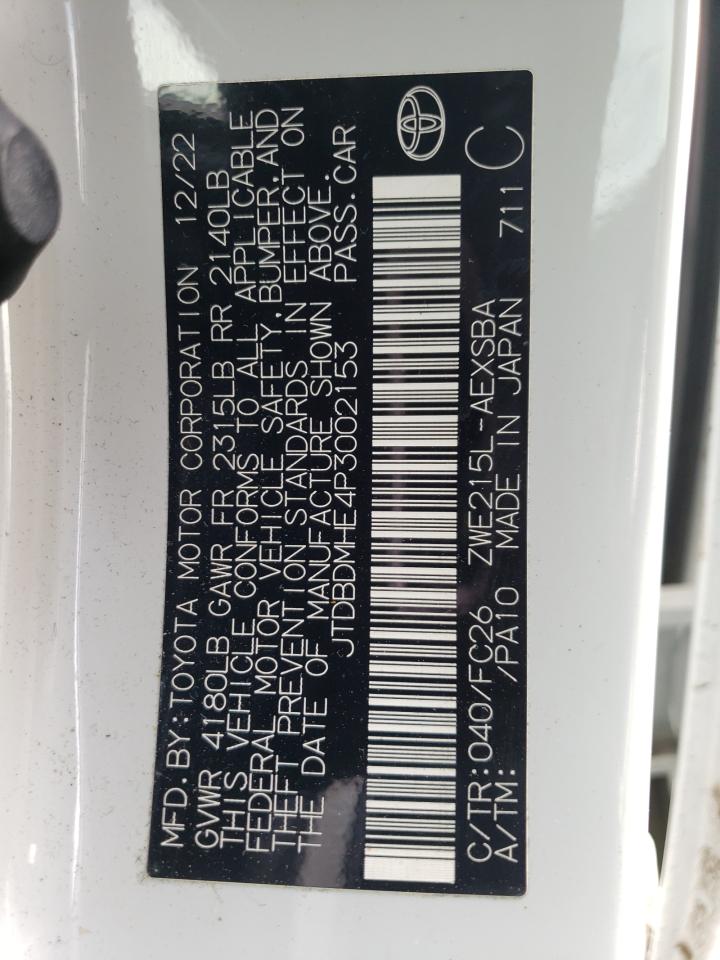 MFD.BY:TOYOTA MOTOR CORPORATION 12/22
GVWR 4180LB GAWR FR 2315LB RR 2140LB
THIS VEHICLE CONFORMS TO ALL APPLICABLE
FEDERAL MOTOR VEHICLE SAFETY,BUMPER,AND
THEFT PREVENTION STANDARDS IN EFFECT ON
THE DATE OF MANUFACTURE SHOWN ABOVE.
JTDBDMHE4P3002153 PASS.CAR
C/TR:040/FC26 ZWE215L-AEXSBA C
A/TM: /PA10 MADE IN JAPAN 711